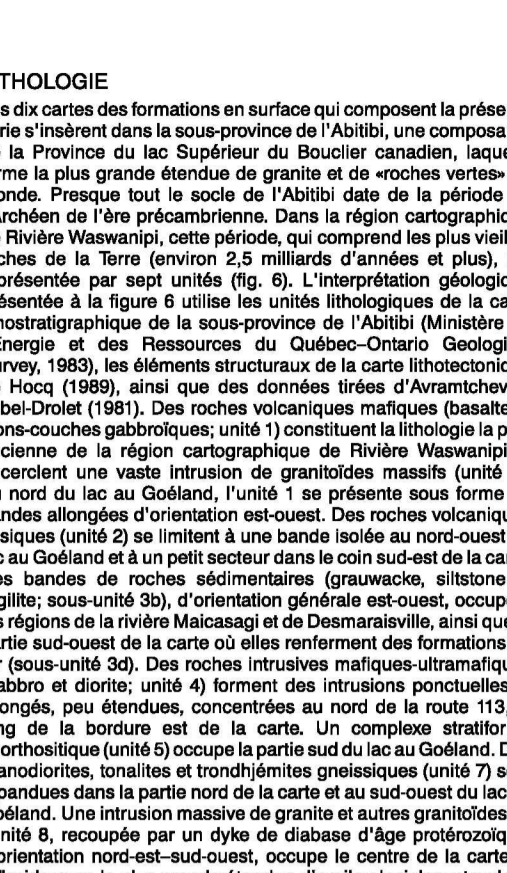 THOLOGIE
s dix cartes des formations en surface qui composent la prése
rie s'insèrent dans la sous-province de l'Abitibi, une composa
la Province du lac Supérieur du Bouclier canadien, laque
rme la plus grande étendue de granite et de «roches vertes»
onde. Presque tout le socle de l'Abitibi date de la période
Archéen de l'ère précambrienne. Dans la région cartographic
Rivière Waswanipi, cette période, qui comprend les plus vieil
ches de la Terre (environ 2,5 milliards d'années et plus),
présentée par sept unités (fig. 6). L'interprétation géologic
ésentée à la figure 6 utilise les unités lithologiques de la ca
nostratigraphique de la sous-province de l'Abitibi (Ministère
Énergie et des Ressources du Québec–Ontario Geologi
urvey, 1983), les éléments structuraux de la carte lithotectonic
Hocq (1989), ainsi que des données tirées d'Avramtchev
bel-Drolet (1981). Des roches volcaniques mafiques (basalte
ons-couches gabbroïques; unité 1) constituent la lithologie la p
cienne de la région cartographique de Rivière Waswanipi
cerclent une vaste intrusion de granitoïdes massifs (unité
nord du lac au Goéland, l'unité 1 se présente sous forme
andes allongées d'orientation est-ouest. Des roches volcaniqu
siques (unité 2) se limitent à une bande isolée au nord-ouest
c au Goéland et à un petit secteur dans le coin sud-est de la car
es bandes de roches sédimentaires (grauwacke, siltstone
gilite; sous-unité 3b), d'orientation générale est-ouest, occupe
s régions de la rivière Maicasagi et de Desmaraisville, ainsi que
artie sud-ouest de la carte où elles renferment des formations
r (sous-unité 3d). Des roches intrusives mafiques-ultramafiqu
abbro et diorite; unité 4) forment des intrusions ponctuelles
ongés, peu étendues, concentrées au nord de la route 113,
ng de la bordure est de la carte. Un complexe stratifor
orthositique (unité 5) occupe la partie sud du lac au Goéland. D
anodiorites, tonalites et trondhjémites gneissiques (unité 7) s
pandues dans la partie nord de la carte et au sud-ouest du lac
oéland. Une intrusion massive de granite et autres granitoïdes
nité 8, recoupée par un dyke de diabase d'âge protérozoïq
orientation nord-est–sud-ouest, occupe le centre de la carte